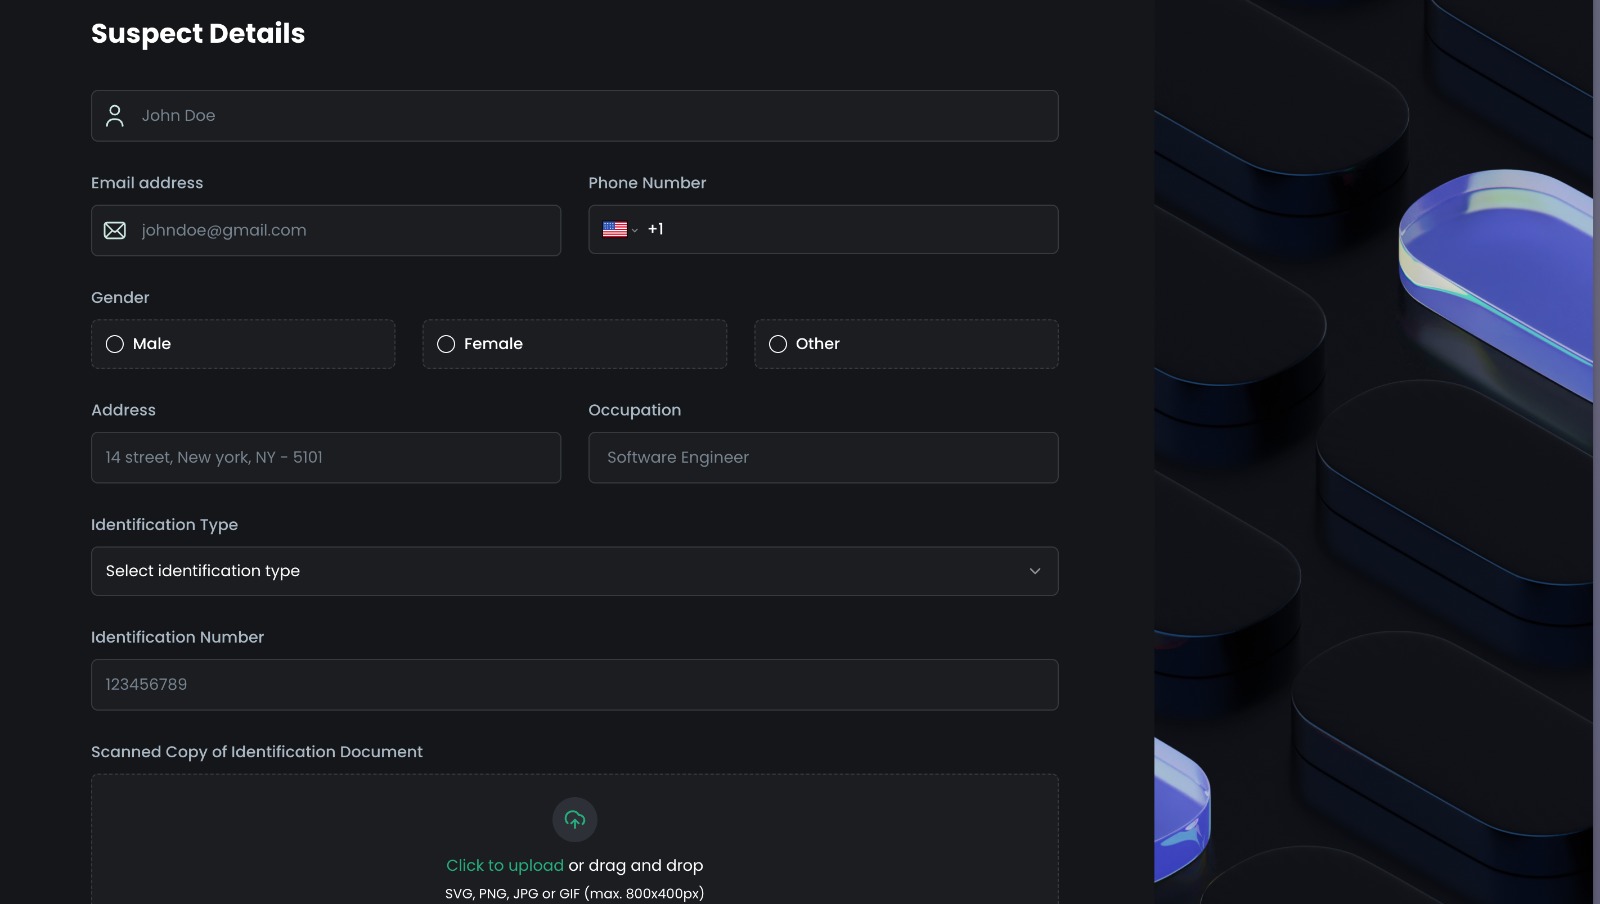 Suspect Details
John Doe
Email address
Phone Number
johndoe@gmail.com
+1
Gender
Male
Female
Other
Address
Occupation
14 street, New york, NY - 5101
Software Engineer
Identification Type
Select identification type
Identification Number
123456789
Scanned Copy of Identification Document
Click to upload or drag and drop
SVG, PNG, JPG or GIF (max. 800x400px)